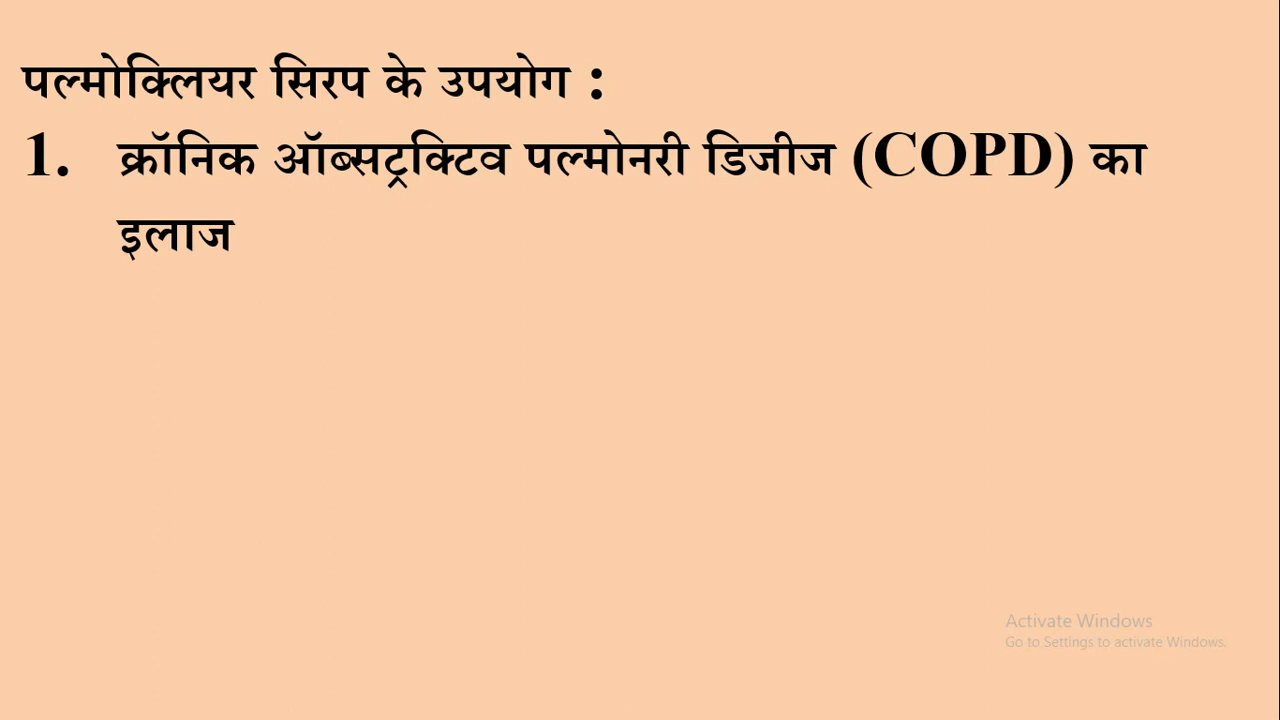 पल्मोक्लियर सिरप के उपयोग :
1. क्रॉनिक ऑब्सट्रक्टिव पल्मोनरी डिजीज (COPD) का
इलाज
Activate Windows
Go to Settings to activate Windows.